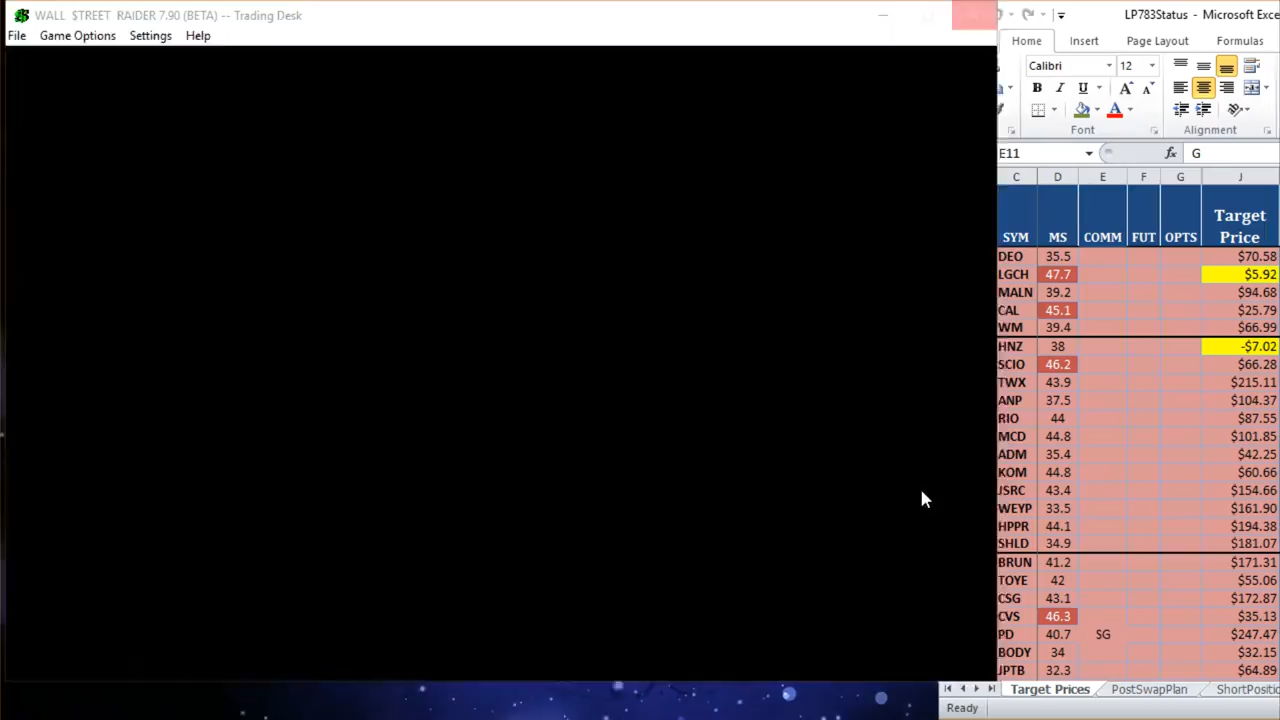 WALL $TREET RAIDER 7.90 (BETA) -- Trading Desk
File Game Options Settings Help
LP783Status - Microsoft Exce
Home Insert Page Layout Formulas
Calibri 12
B I U A A
A
Font Alignment
E11 fx G
C D E F G J
SYM MS COMM FUT OPTS Target Price
DEO 35.5 $70.58
LGCH 47.7 $5.92
MALN 39.2 $94.68
CAL 45.1 $25.79
WM 39.4 $66.99
HNZ 38 -$7.02
SCIO 46.2 $66.28
TWX 43.9 $215.11
ANP 37.5 $104.37
RIO 44 $87.55
MCD 44.8 $101.85
ADM 35.4 $42.25
KOM 44.8 $60.66
JSRC 43.4 $154.66
WEYP 33.5 $161.90
HPPR 44.1 $194.38
SHLD 34.9 $181.07
BRUN 41.2 $171.31
TOYE 42 $55.06
CSG 43.1 $172.87
CVS 46.3 $35.13
PD 40.7 SG $247.47
BODY 34 $32.15
JPTB 32.3 $64.89
Target Prices PostSwapPlan ShortPositio
Ready